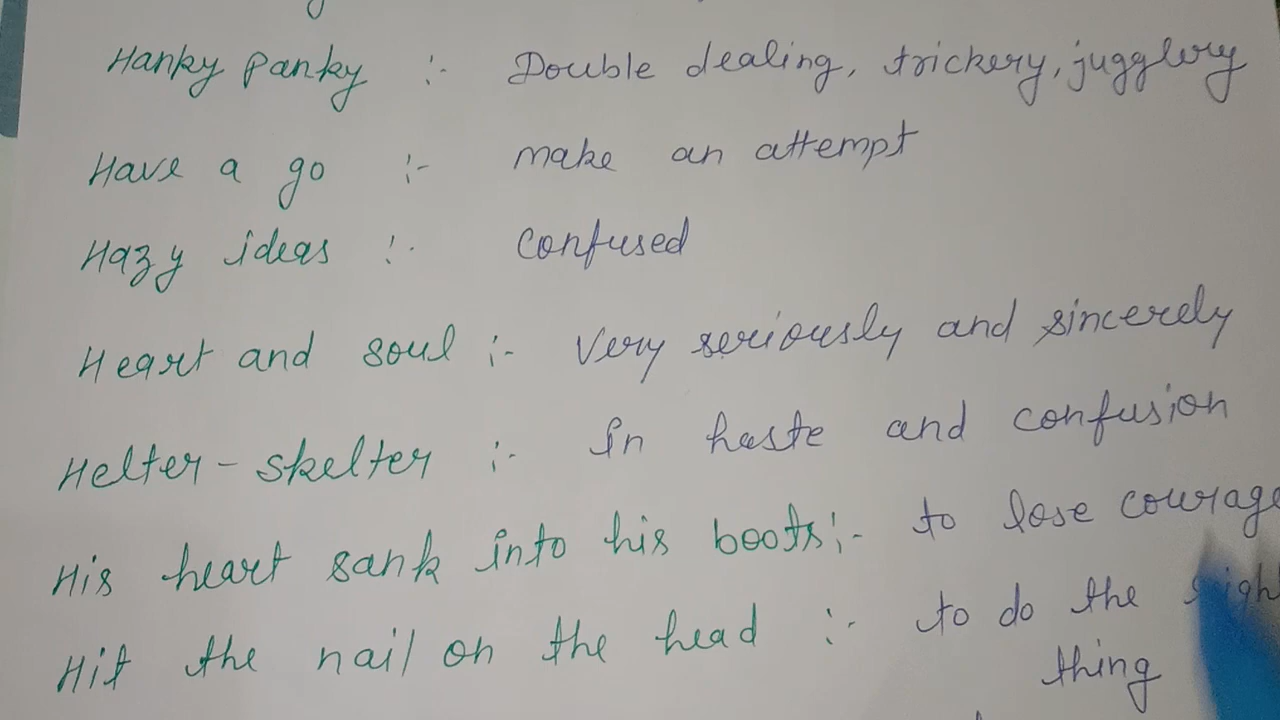 Hanky panky :- Double dealing, trickery, jugglery
Have a go :- make an attempt
Hazy ideas :- confused
Heart and soul :- Very seriously and sincerely
Helter-skelter :- In haste and confusion
His heart sank into his boots:- to lose courage
Hit the nail on the head :- to do the
thing